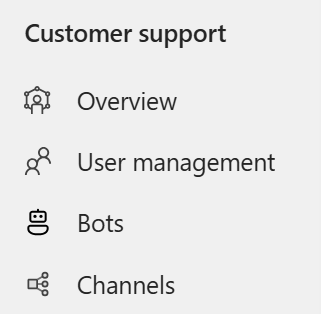 Customer support
Overview
User management
Bots
Channels